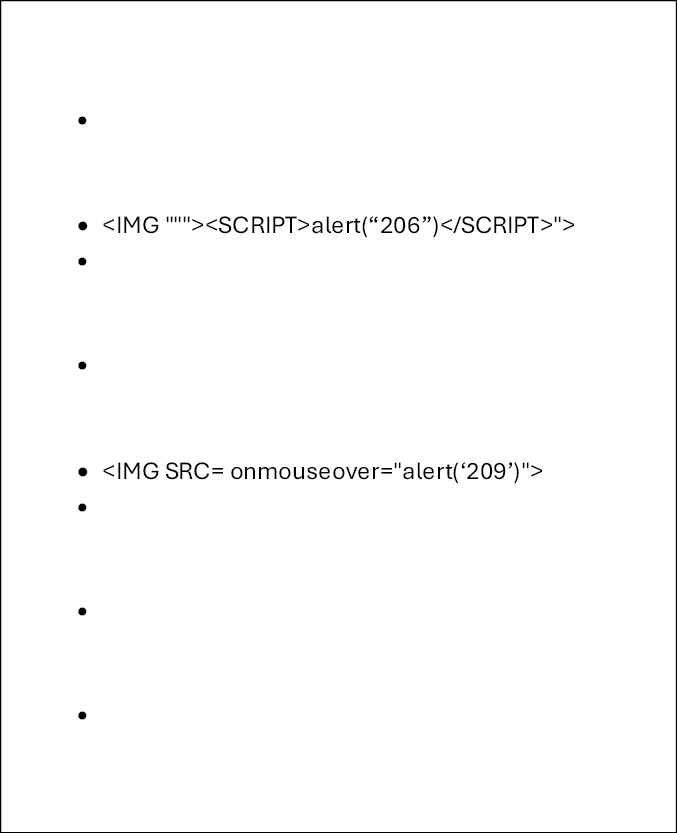 <IMG """><SCRIPT>alert(“206”)</SCRIPT>">
<IMG SRC= onmouseover="alert(‘209’)">